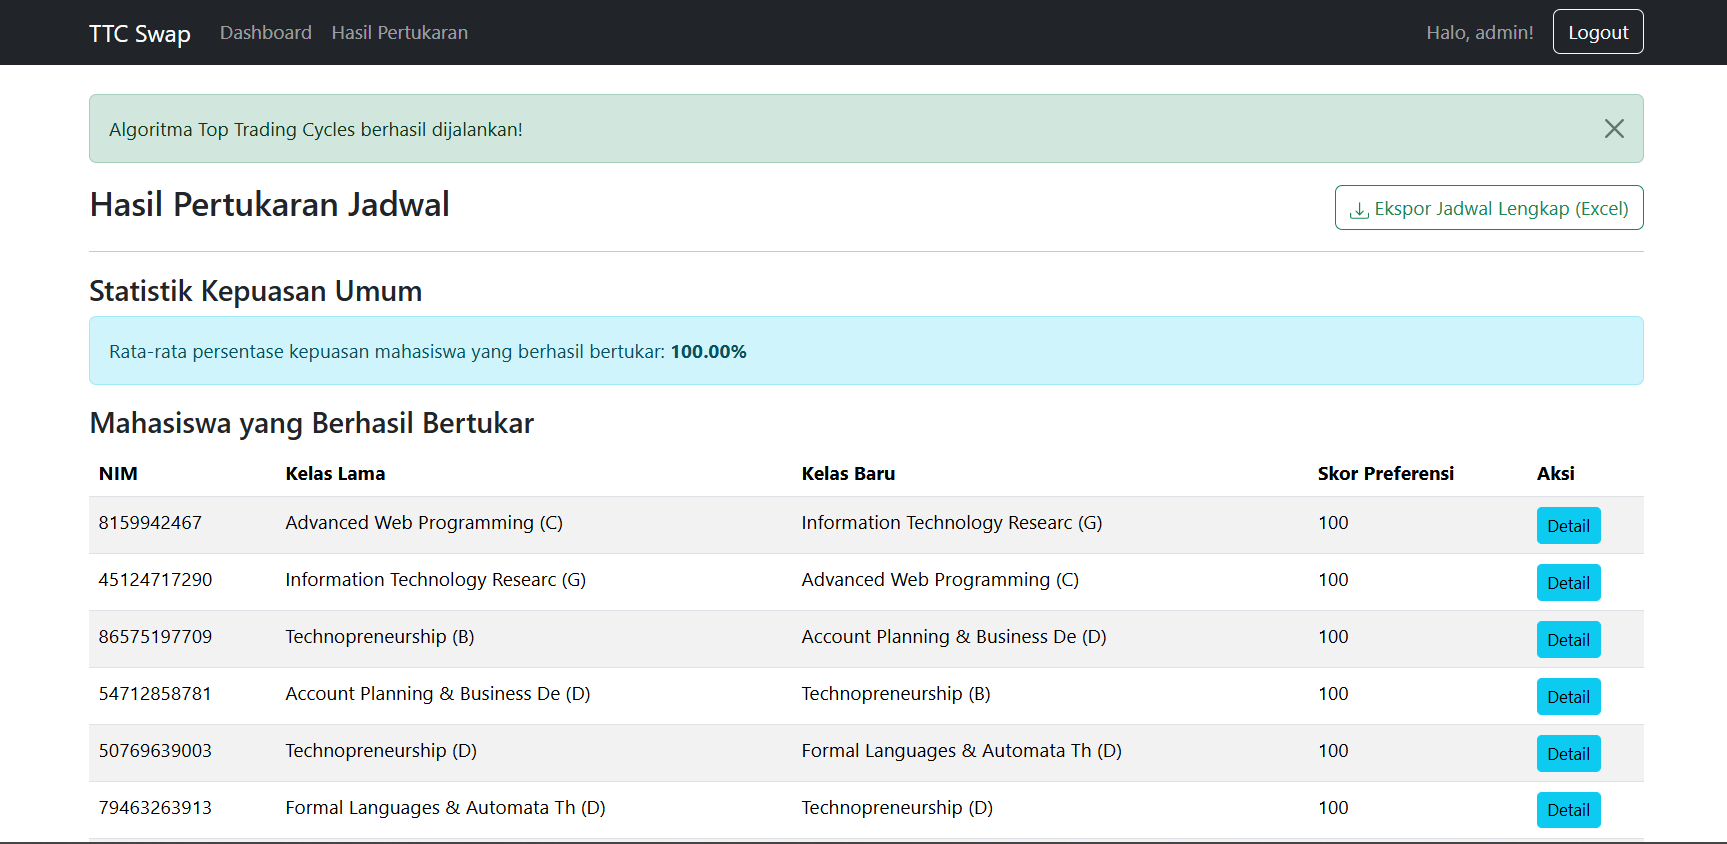 TTC Swap Dashboard Hasil Pertukaran Halo, admin! Logout
Algoritma Top Trading Cycles berhasil dijalankan!
Hasil Pertukaran Jadwal Ekspor Jadwal Lengkap (Excel)
Statistik Kepuasan Umum
Rata-rata persentase kepuasan mahasiswa yang berhasil bertukar: 100.00%
Mahasiswa yang Berhasil Bertukar
NIM Kelas Lama Kelas Baru Skor Preferensi Aksi
8159942467 Advanced Web Programming (C) Information Technology Researc (G) 100 Detail
45124717290 Information Technology Researc (G) Advanced Web Programming (C) 100 Detail
86575197709 Technopreneurship (B) Account Planning & Business De (D) 100 Detail
54712858781 Account Planning & Business De (D) Technopreneurship (B) 100 Detail
50769639003 Technopreneurship (D) Formal Languages & Automata Th (D) 100 Detail
79463263913 Formal Languages & Automata Th (D) Technopreneurship (D) 100 Detail